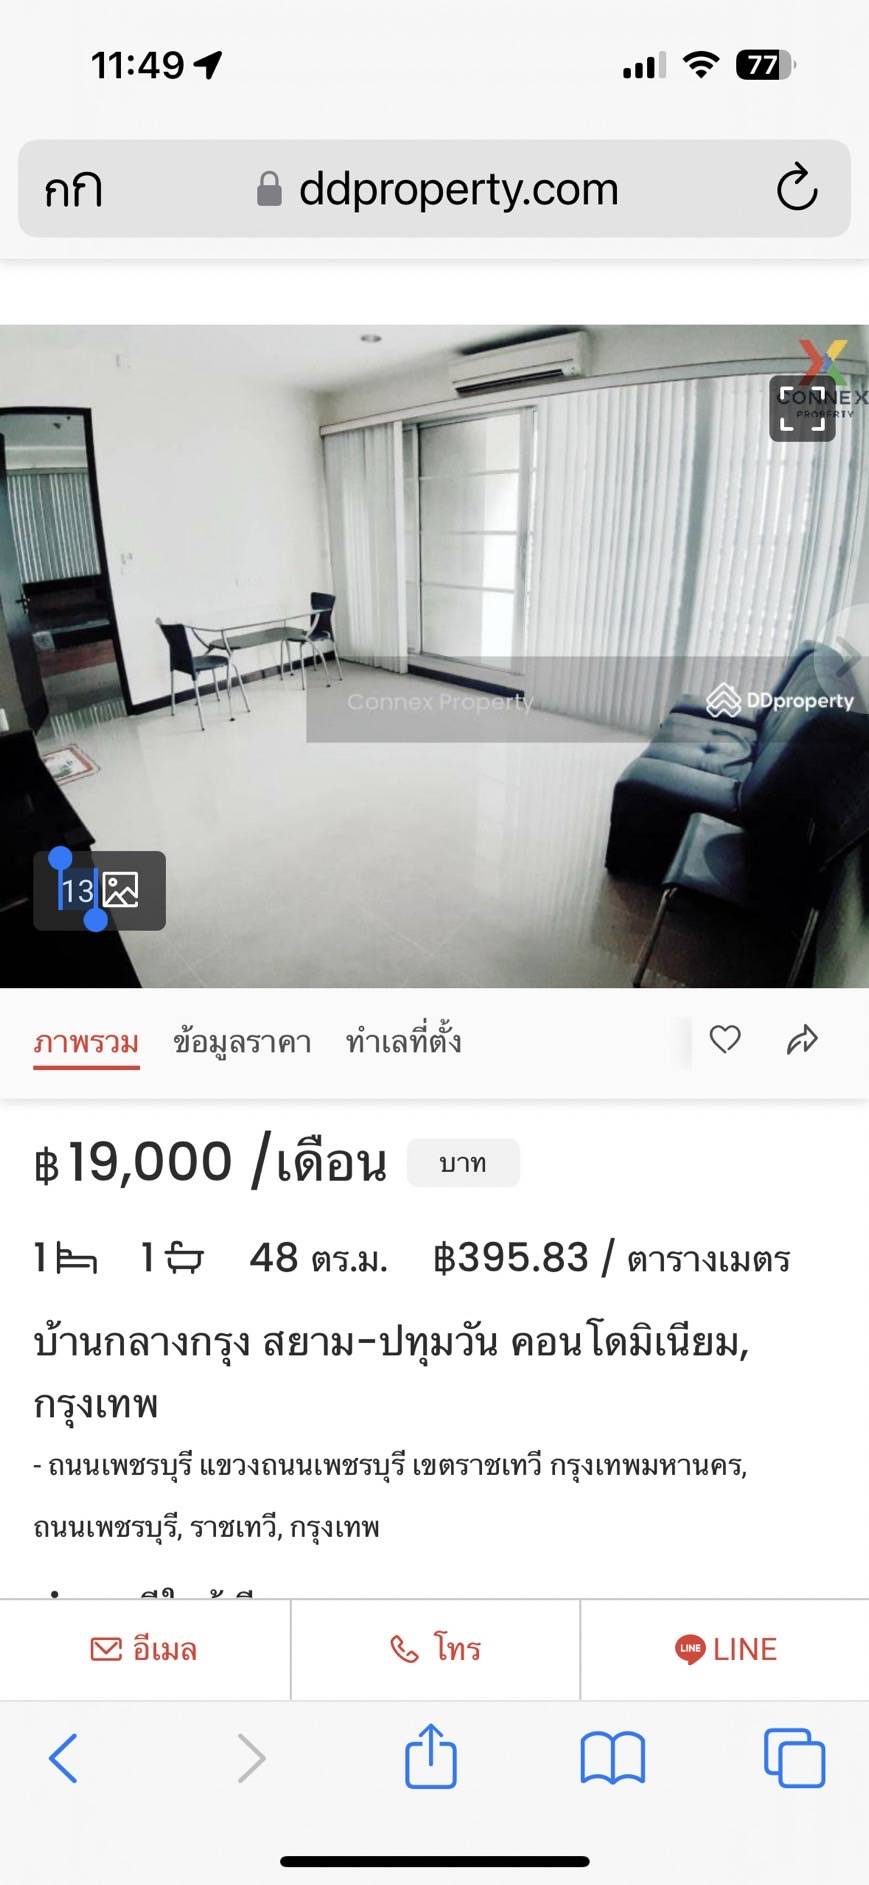 11:49
77
กก
ddproperty.com
CONNEX
PROPERTY
Connex Property
DDproperty
13
ภาพรวม ข้อมูลราคา ทำเลที่ตั้ง
฿19,000 /เดือน บาท
1 1 48 ตร.ม. ฿395.83 / ตารางเมตร
บ้านกลางกรุง สยาม-ปทุมวัน คอนโดมิเนียม,
กรุงเทพ
- ถนนเพชรบุรี แขวงถนนเพชรบุรี เขตราชเทวี กรุงเทพมหานคร,
ถนนเพชรบุรี, ราชเทวี, กรุงเทพ
อีเมล
โทร
LINE LINE